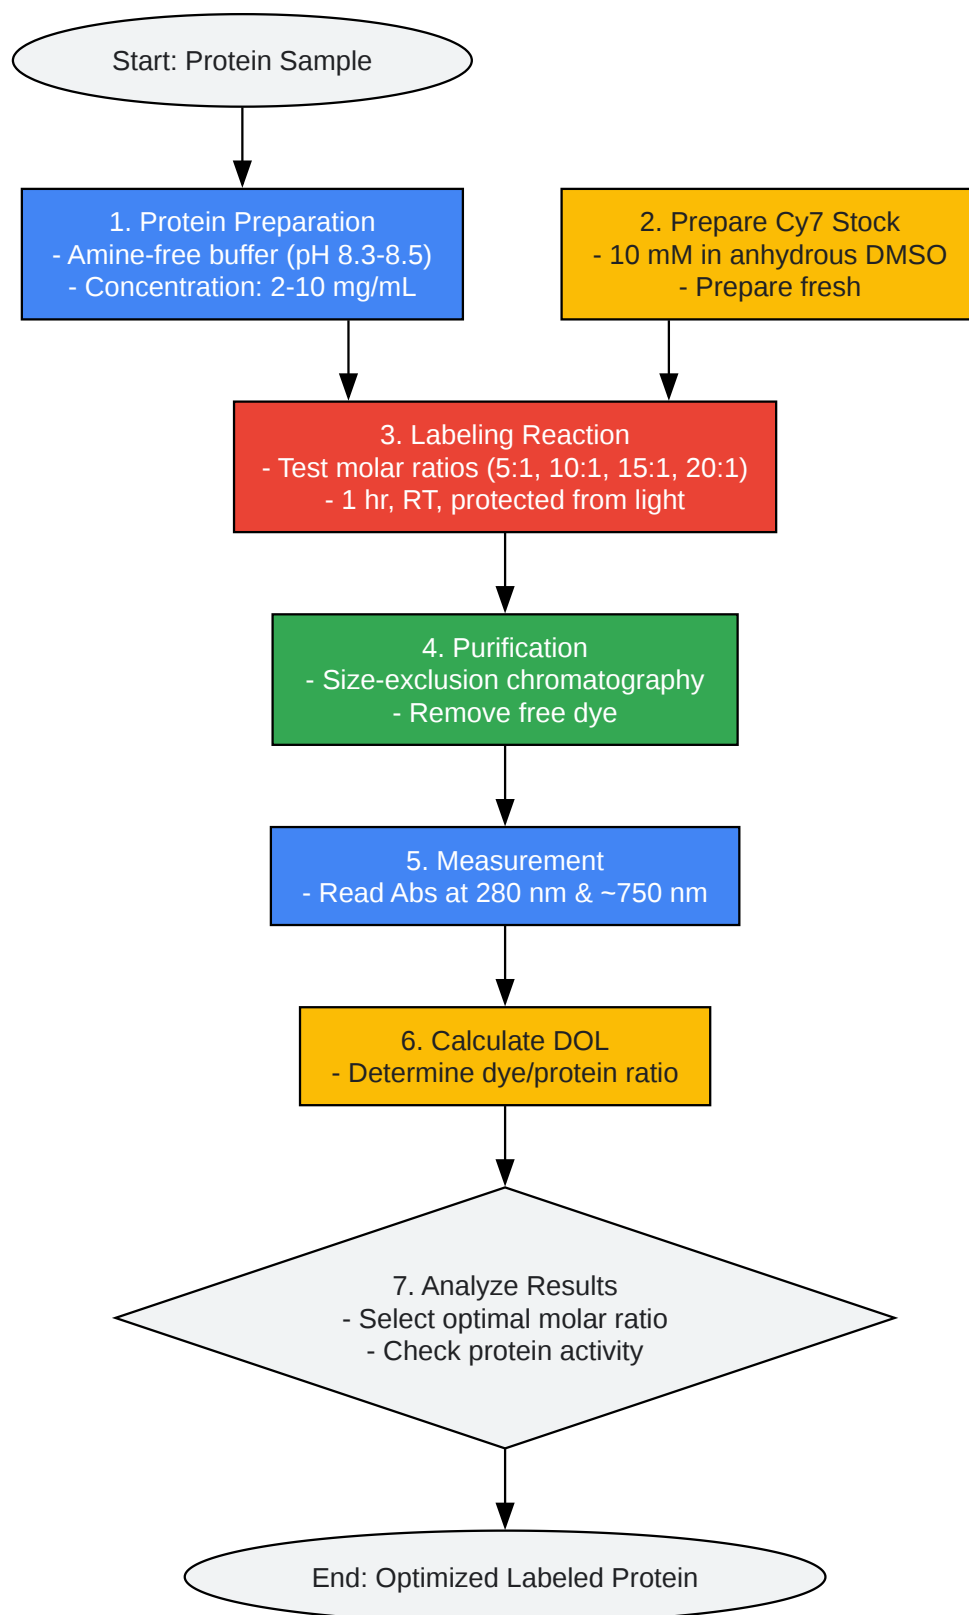 Start: Protein Sample
1. Protein Preparation
- Amine-free buffer (pH 8.3-8.5)
- Concentration: 2-10 mg/mL
2. Prepare Cy7 Stock
- 10 mM in anhydrous DMSO
- Prepare fresh
3. Labeling Reaction
- Test molar ratios (5:1, 10:1, 15:1, 20:1)
- 1 hr, RT, protected from light
4. Purification
- Size-exclusion chromatography
- Remove free dye
5. Measurement
- Read Abs at 280 nm & ~750 nm
6. Calculate DOL
- Determine dye/protein ratio
7. Analyze Results
- Select optimal molar ratio
- Check protein activity
End: Optimized Labeled Protein